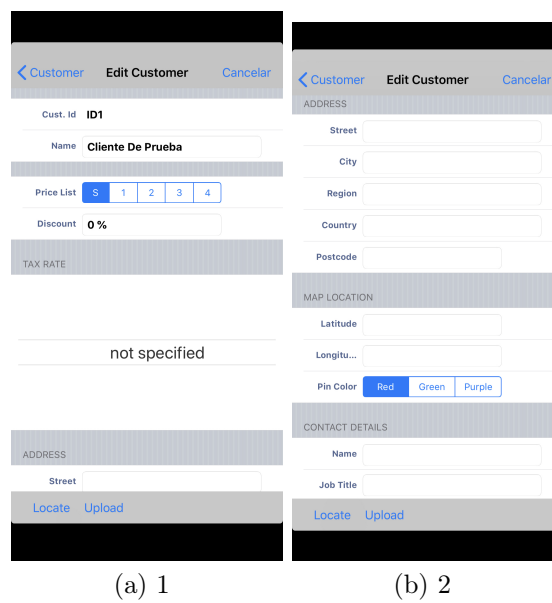 Customer Edit Customer Cancelar
Cust. Id ID1
Name Cliente De Prueba
Price List S 1 2 3 4
Discount 0 %
TAX RATE
not specified
ADDRESS
Street
Locate Upload
(a) 1
Customer Edit Customer Cancelar
ADDRESS
Street
City
Region
Country
Postcode
MAP LOCATION
Latitude
Longitu...
Pin Color Red Green Purple
CONTACT DETAILS
Name
Job Title
Locate Upload
(b) 2